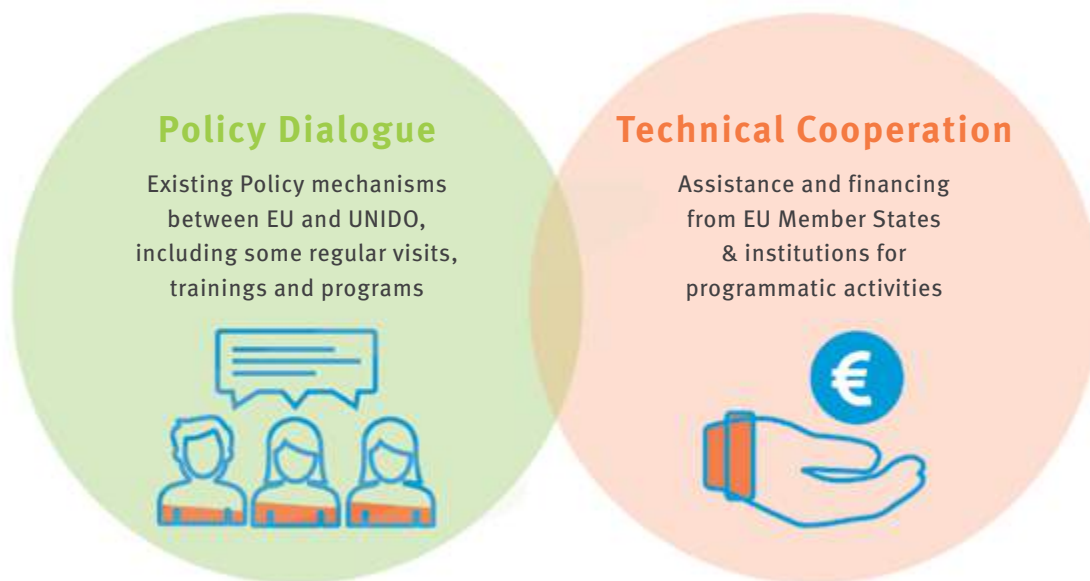 Policy Dialogue
Existing Policy mechanisms
between EU and UNIDO,
including some regular visits,
trainings and programs
Technical Cooperation
Assistance and financing
from EU Member States
& institutions for
programmatic activities
€